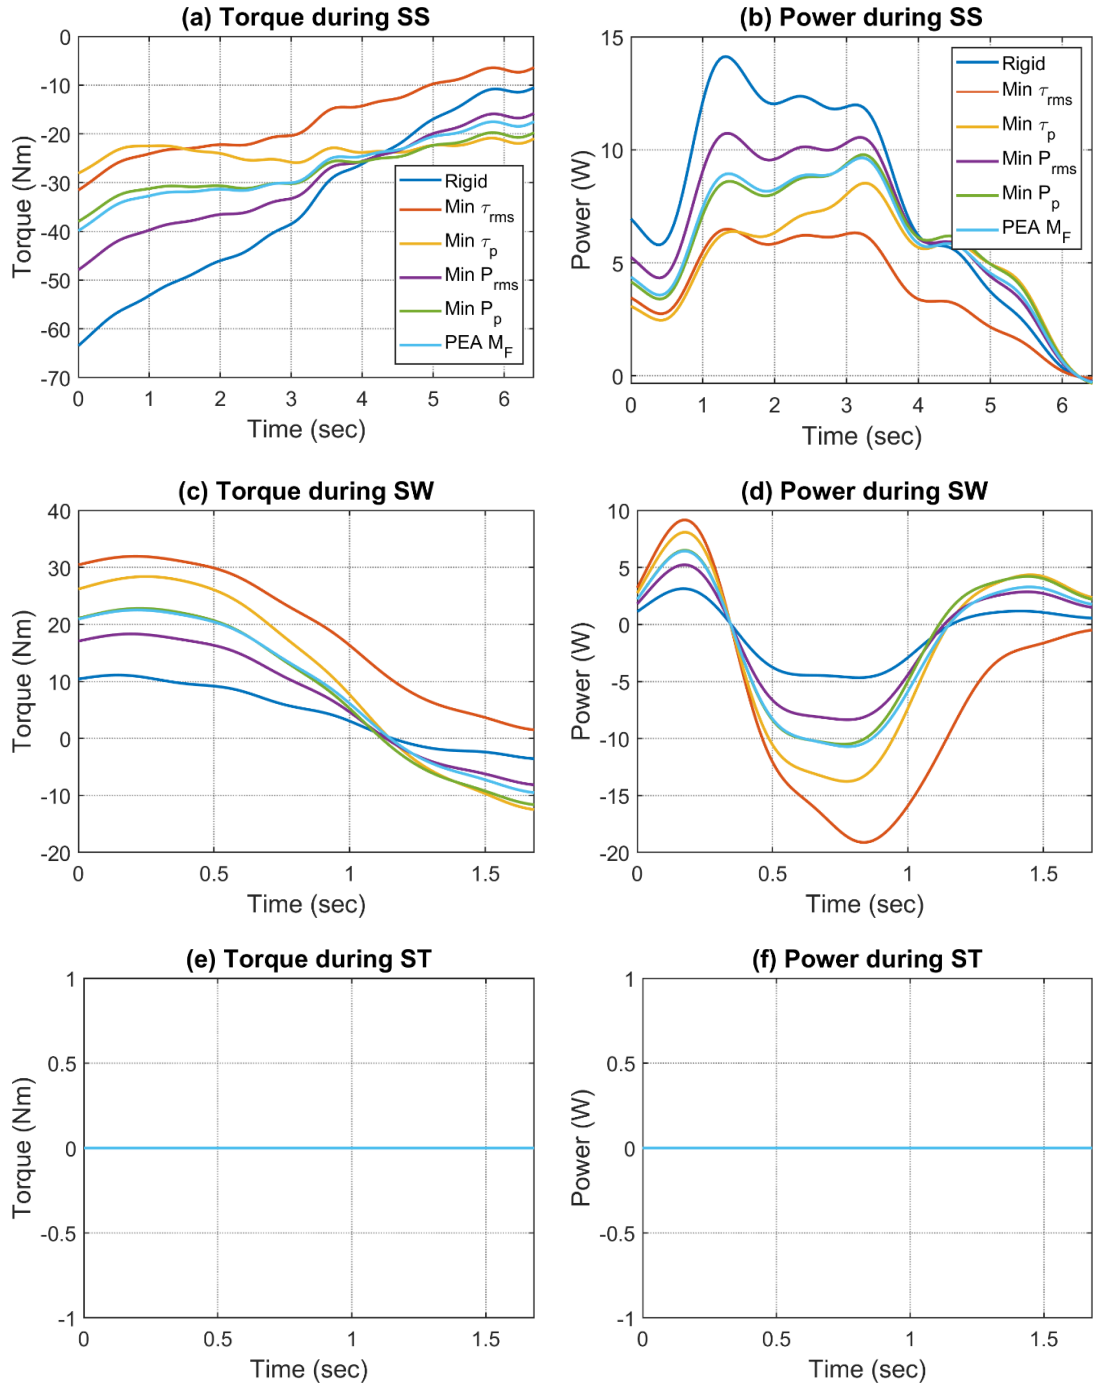 (a) Torque during SS
0
-10
-20
-30
-40
-50
-60
-70
Torque (Nm)
Rigid
Min τrms
Min τp
Min Prms
Min Pp
PEA MF
0 1 2 3 4 5 6
Time (sec)
(b) Power during SS
15
10
5
0
Power (W)
Rigid
Min τrms
Min τp
Min Prms
Min Pp
PEA MF
0 1 2 3 4 5 6
Time (sec)
(c) Torque during SW
40
30
20
10
0
-10
-20
Torque (Nm)
0 0.5 1 1.5
Time (sec)
(d) Power during SW
10
5
0
-5
-10
-15
-20
Power (W)
0 0.5 1 1.5
Time (sec)
(e) Torque during ST
1
0.5
0
-0.5
-1
Torque (Nm)
0 0.5 1 1.5
Time (sec)
(f) Power during ST
1
0.5
0
-0.5
-1
Power (W)
0 0.5 1 1.5
Time (sec)